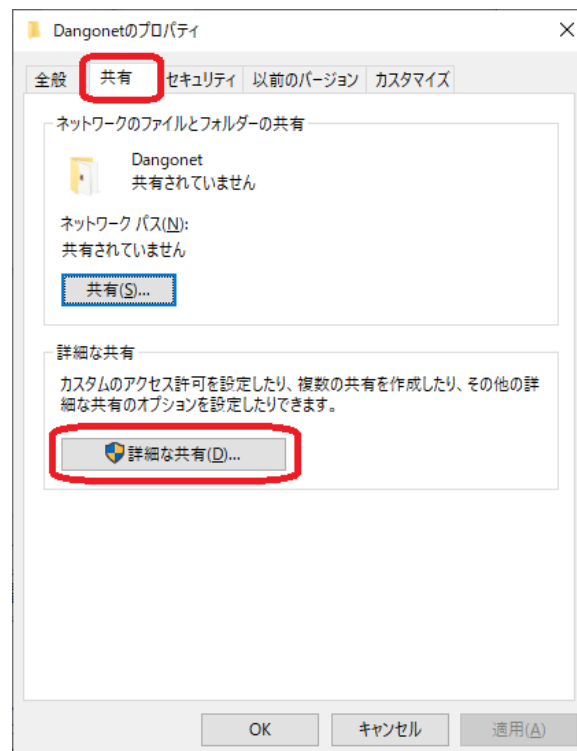 Dangonetのプロパティ
全般 共有 セキュリティ 以前のバージョン カスタマイズ
ネットワークのファイルとフォルダーの共有
Dangonet
共有されていません
ネットワーク パス(N):
共有されていません
共有(S)...
詳細な共有
カスタムのアクセス許可を設定したり、複数の共有を作成したり、その他の詳
細な共有のオプションを設定したりできます。
詳細な共有(D)...
OK キャンセル 適用(A)